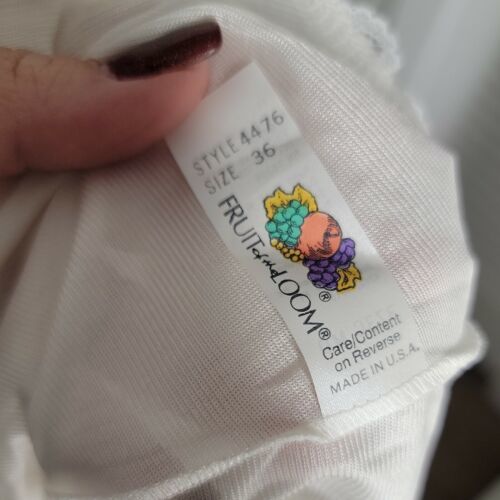 STYLE 4476
SIZE 36
FRUIT of the LOOM®
®
Care/Content
on Reverse
MADE IN U.S.A.